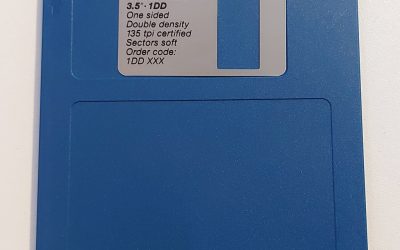 3.5"·1DD
One sided
Double density
135 tpi certified
Sectors soft
Order code:
1DD XXX